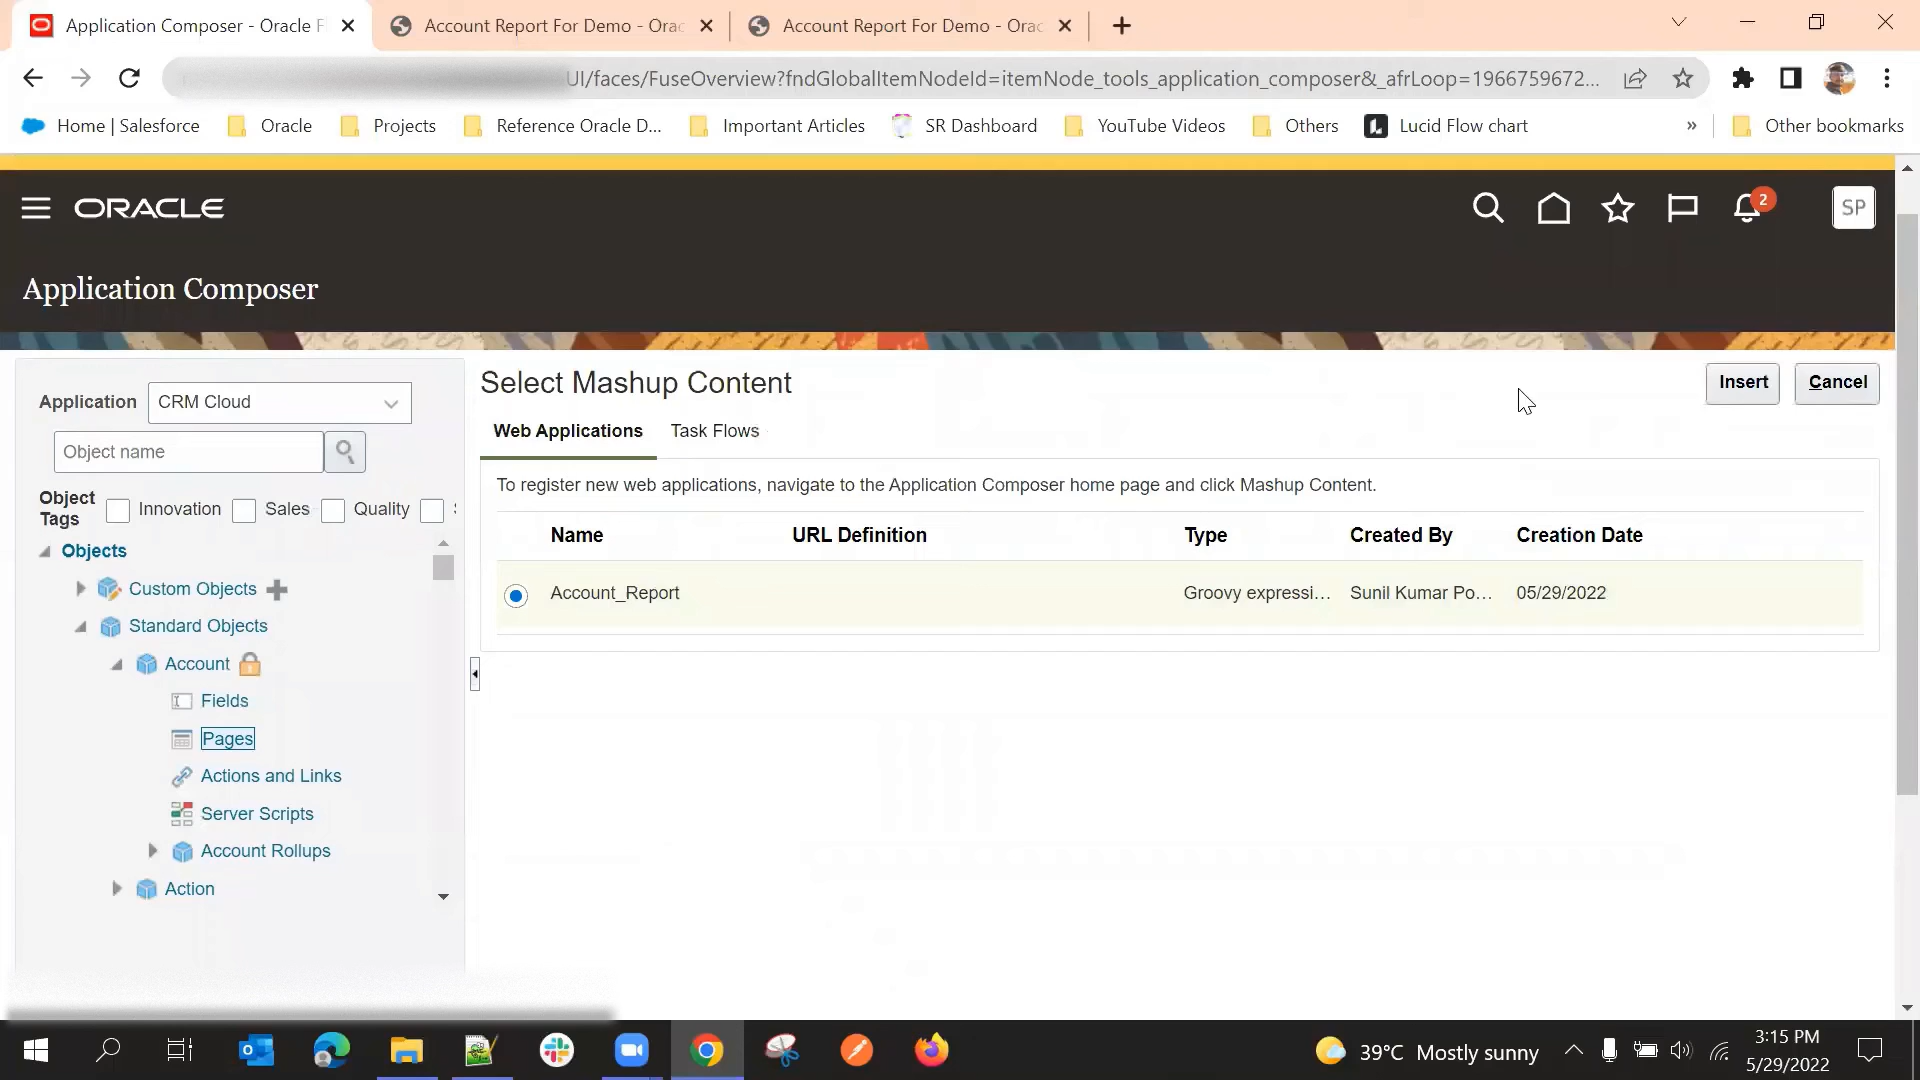 Application Composer - Oracle F
Account Report For Demo - Orac
Account Report For Demo - Orac
UI/faces/FuseOverview?fndGlobalItemNodeId=itemNode_tools_application_composer&_afrLoop=1966759672...
Home | Salesforce
Oracle
Projects
Reference Oracle D...
Important Articles
SR Dashboard
YouTube Videos
Others
Lucid Flow chart
»
Other bookmarks
ORACLE
2
SP
Application Composer
Application
CRM Cloud
Object name
Object Tags
Innovation
Sales
Quality
Objects
Custom Objects
Standard Objects
Account
Fields
Pages
Actions and Links
Server Scripts
Account Rollups
Action
Select Mashup Content
Insert
Cancel
Web Applications
Task Flows
To register new web applications, navigate to the Application Composer home page and click Mashup Content.
Name
URL Definition
Type
Created By
Creation Date
Account_Report
Groovy expressi...
Sunil Kumar Po...
05/29/2022
39°C Mostly sunny
3:15 PM
5/29/2022